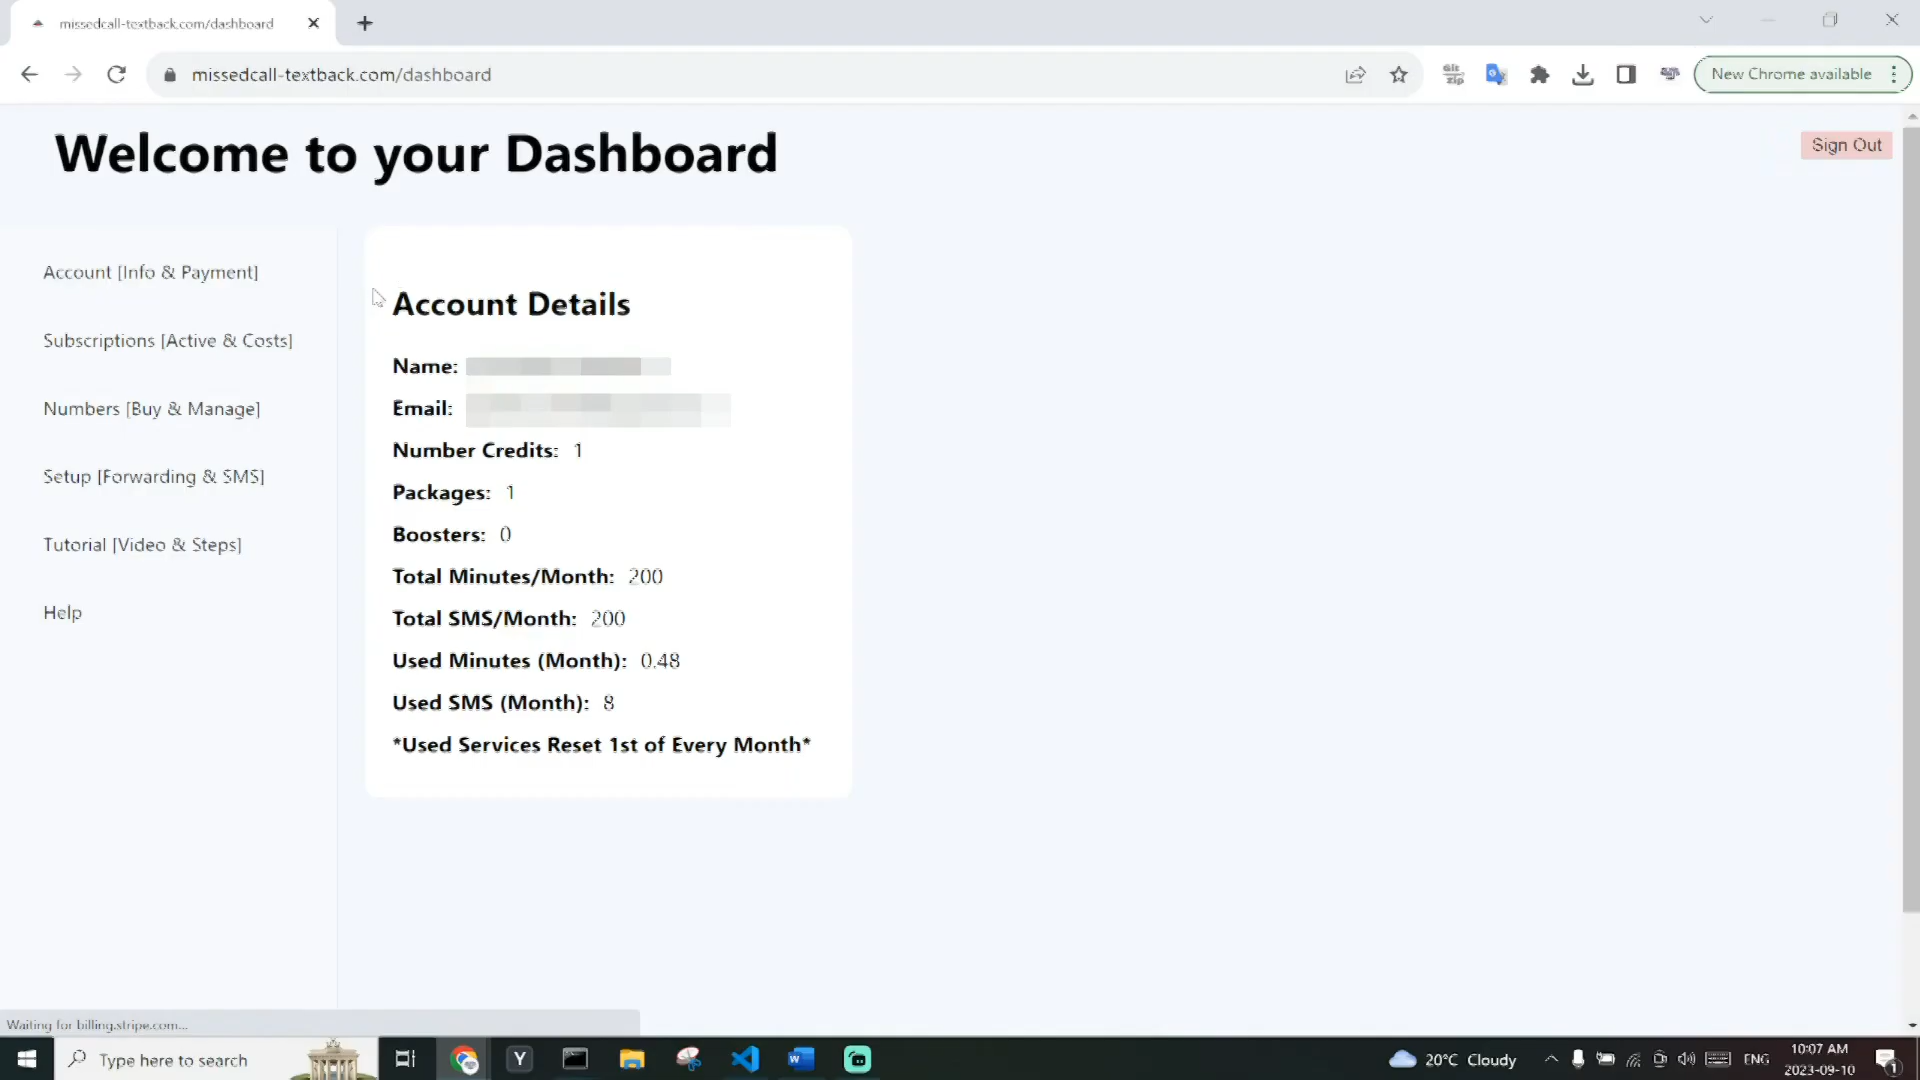 missedcall-textback.com/dashboard
missedcall-textback.com/dashboard
New Chrome available
Welcome to your Dashboard
Sign Out
Account [Info & Payment]
Subscriptions [Active & Costs]
Numbers [Buy & Manage]
Setup [Forwarding & SMS]
Tutorial [Video & Steps]
Help
Account Details
Name:
Email:
Number Credits: 1
Packages: 1
Boosters: 0
Total Minutes/Month: 200
Total SMS/Month: 200
Used Minutes (Month): 0.48
Used SMS (Month): 8
*Used Services Reset 1st of Every Month*
Waiting for billing.stripe.com...
Type here to search
20°C Cloudy
ENG
10:07 AM
2023-09-10